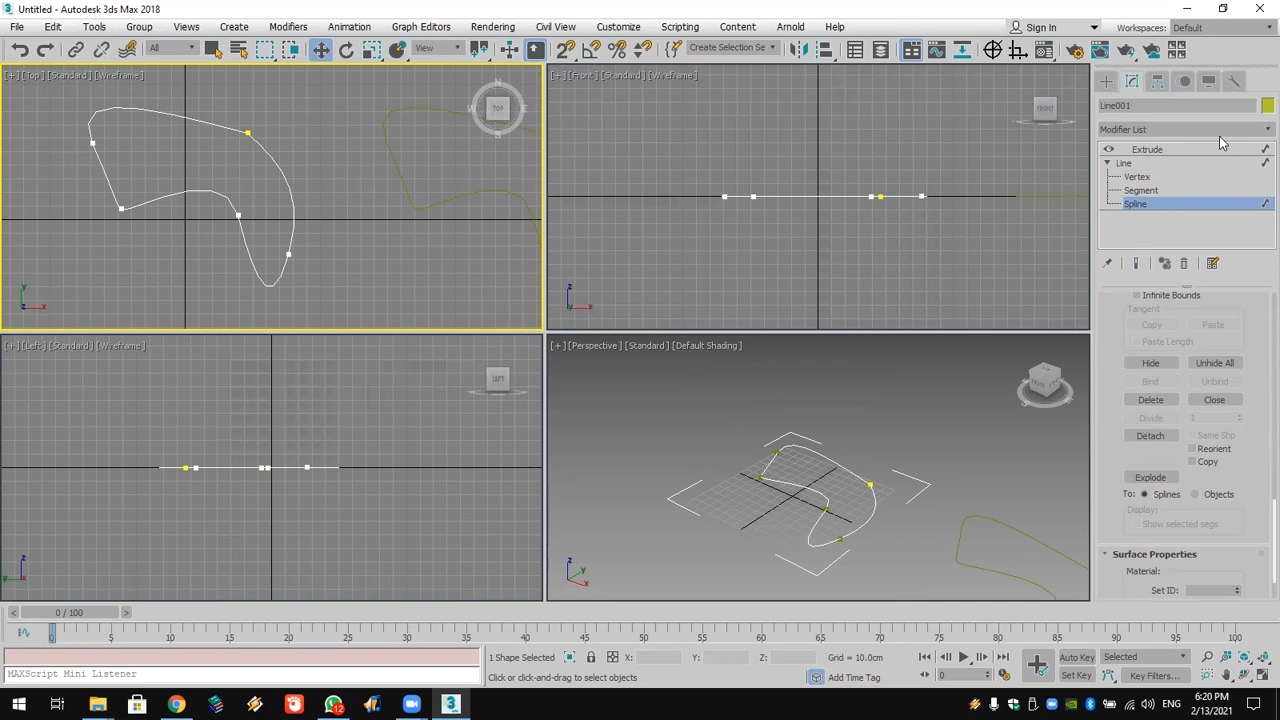 Untitled - Autodesk 3ds Max 2018
File Edit Tools Group Views Create Modifiers Animation Graph Editors Rendering Civil View Customize Scripting Content Arnold Help Sign In Workspaces: Default
All View Create Selection Se
[+] [Top] [Standard] [Wireframe]
N
W E
TOP
S
y
z x
[+] [Front] [Standard] [Wireframe]
FRONT
z
x
[+] [Left] [Standard] [Wireframe]
LEFT
z
y
[+] [Perspective] [Standard] [Default Shading]
z
y
x
Line001
Modifier List
Extrude
Line
Vertex
Segment
Spline
Infinite Bounds
Tangent
Copy Paste
Paste Length
Hide Unhide All
Bind Unbind
Delete Close
Divide 1
Detach Same Shp
Reorient
Copy
Explode
To: Splines Objects
Display:
Show selected segs
Surface Properties
Material:
Set ID:
< 0 / 100 >
0 5 10 15 20 25 30 35 40 45 50 55 60 65 70 75 80 85 90 95 100
MAXScript Mini Listener
1 Shape Selected X: Y: Z: Grid = 10.0cm
Click or click-and-drag to select objects
Add Time Tag
0
Auto Key Selected
Set Key Key Filters...
12
3
MAX
ENG
6:20 PM
2/13/2021